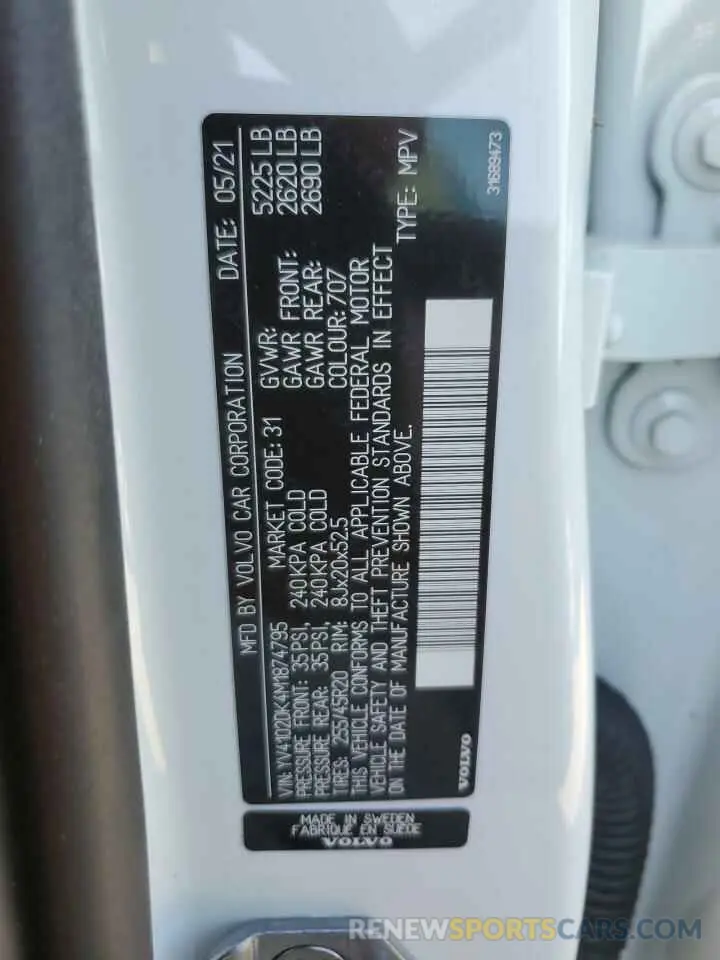 MFD BY VOLVO CAR CORPORATION DATE: 05/21
VIN: YV4102DK4M1874795 MARKET CODE: 31 GVWR: 5225 LB
PRESSURE FRONT: 35PSI, 240KPA COLD GAWR FRONT: 2620 LB
PRESSURE REAR: 35PSI, 240KPA COLD GAWR REAR: 2690 LB
TIRES: 255/45R20 RIM: 8Jx20x52.5 COLOUR: 707
THIS VEHICLE CONFORMS TO ALL APPLICABLE FEDERAL MOTOR
VEHICLE SAFETY AND THEFT PREVENTION STANDARDS IN EFFECT
ON THE DATE OF MANUFACTURE SHOWN ABOVE. TYPE: MPV
VOLVO
31689473
MADE IN SWEDEN
FABRIQUÉ EN SUÈDE
VOLVO
RENEWSPORTSCARS.COM